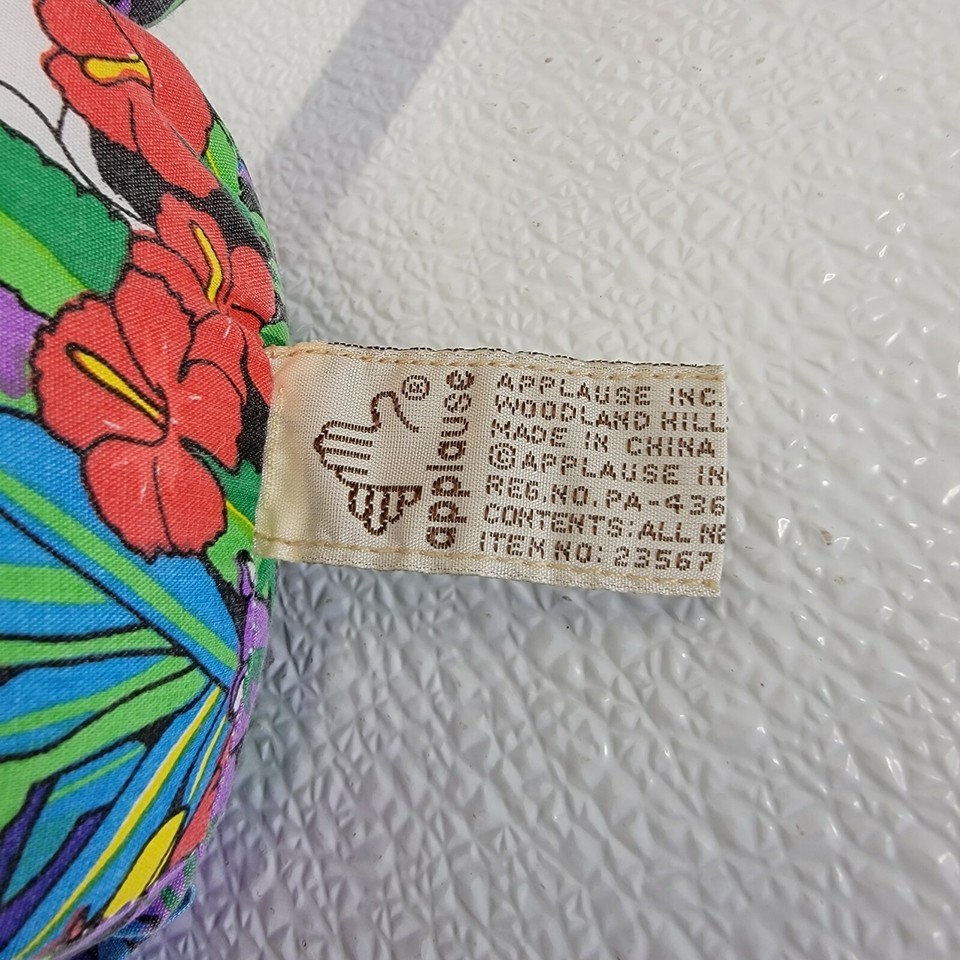 applause ®
APPLAUSE INC.
WOODLAND HILL
MADE IN CHINA
©APPLAUSE IN
REG.NO.PA-436
CONTENTS:ALL NE
ITEM NO: 23567